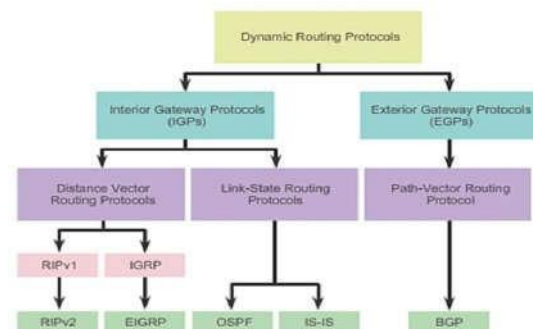 Dynamic Routing Protocols
Interior Gateway Protocols
(IGPs)
Exterior Gateway Protocols
(EGPs)
Distance Vector
Routing Protocols
Link-State Routing
Protocols
Path-Vector Routing
Protocol
RIPv1
IGRP
RIPv2
EIGRP
OSPF
IS-IS
BGP